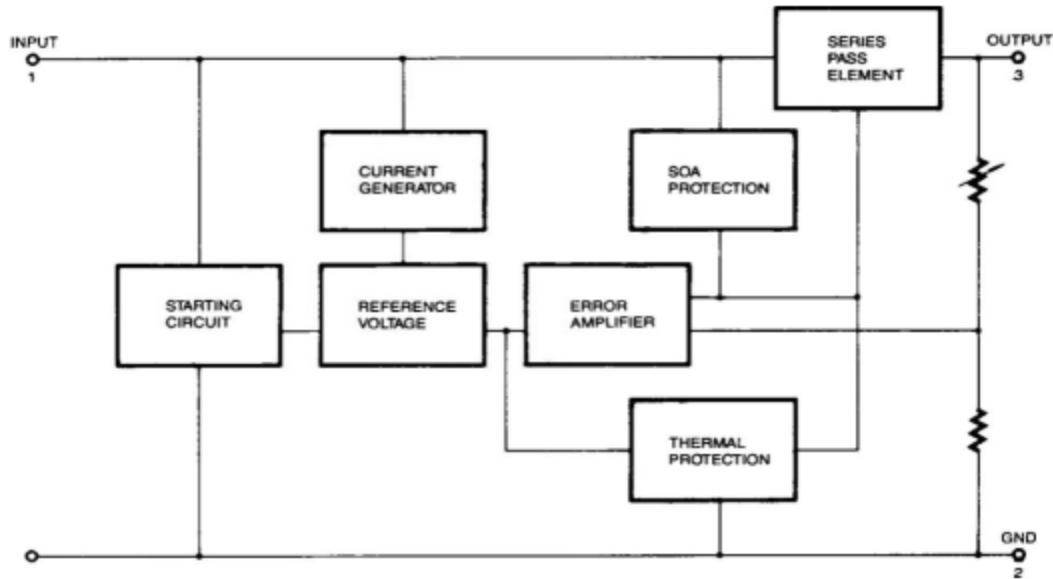 INPUT
1
SERIES
PASS
ELEMENT
OUTPUT
3
CURRENT
GENERATOR
SOA
PROTECTION
STARTING
CIRCUIT
REFERENCE
VOLTAGE
ERROR
AMPLIFIER
THERMAL
PROTECTION
GND
2